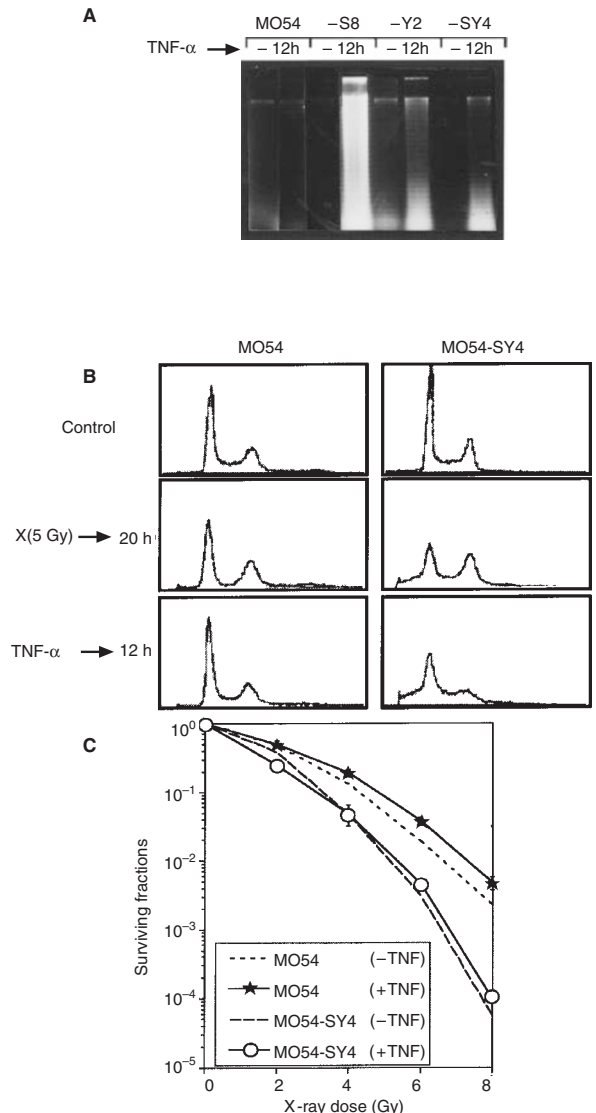 A
MO54 –S8 –Y2 –SY4
TNF-α – 12h – 12h – 12h – 12h
MO54 MO54-SY4
B
Control
X(5 Gy) 20 h
TNF-α 12 h
C
10⁰
10⁻¹
10⁻²
10⁻³
10⁻⁴
10⁻⁵
Surviving fractions
MO54 (–TNF)
MO54 (+TNF)
MO54-SY4 (–TNF)
MO54-SY4 (+TNF)
0 2 4 6 8
X-ray dose (Gy)